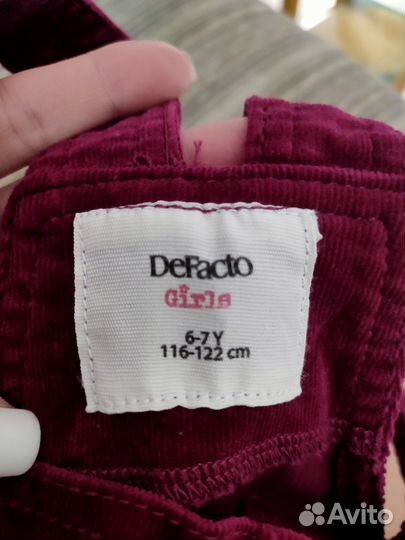 DeFacto
Girls
6-7 Y
116-122 cm
Avito